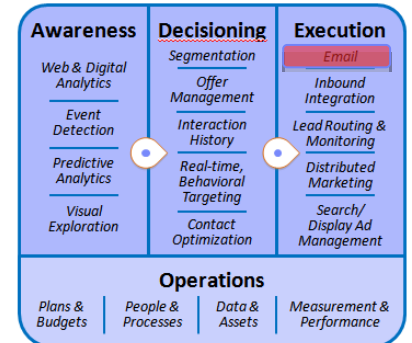 Awareness
Web & Digital
Analytics
Event
Detection
Predictive
Analytics
Visual
Exploration
Decisioning
Segmentation
Offer
Management
Interaction
History
Real-time,
Behavioral
Targeting
Contact
Optimization
Execution
Email
Inbound
Integration
Lead Routing &
Monitoring
Distributed
Marketing
Search/
Display Ad
Management
Operations
Plans &
Budgets
People &
Processes
Data &
Assets
Measurement &
Performance